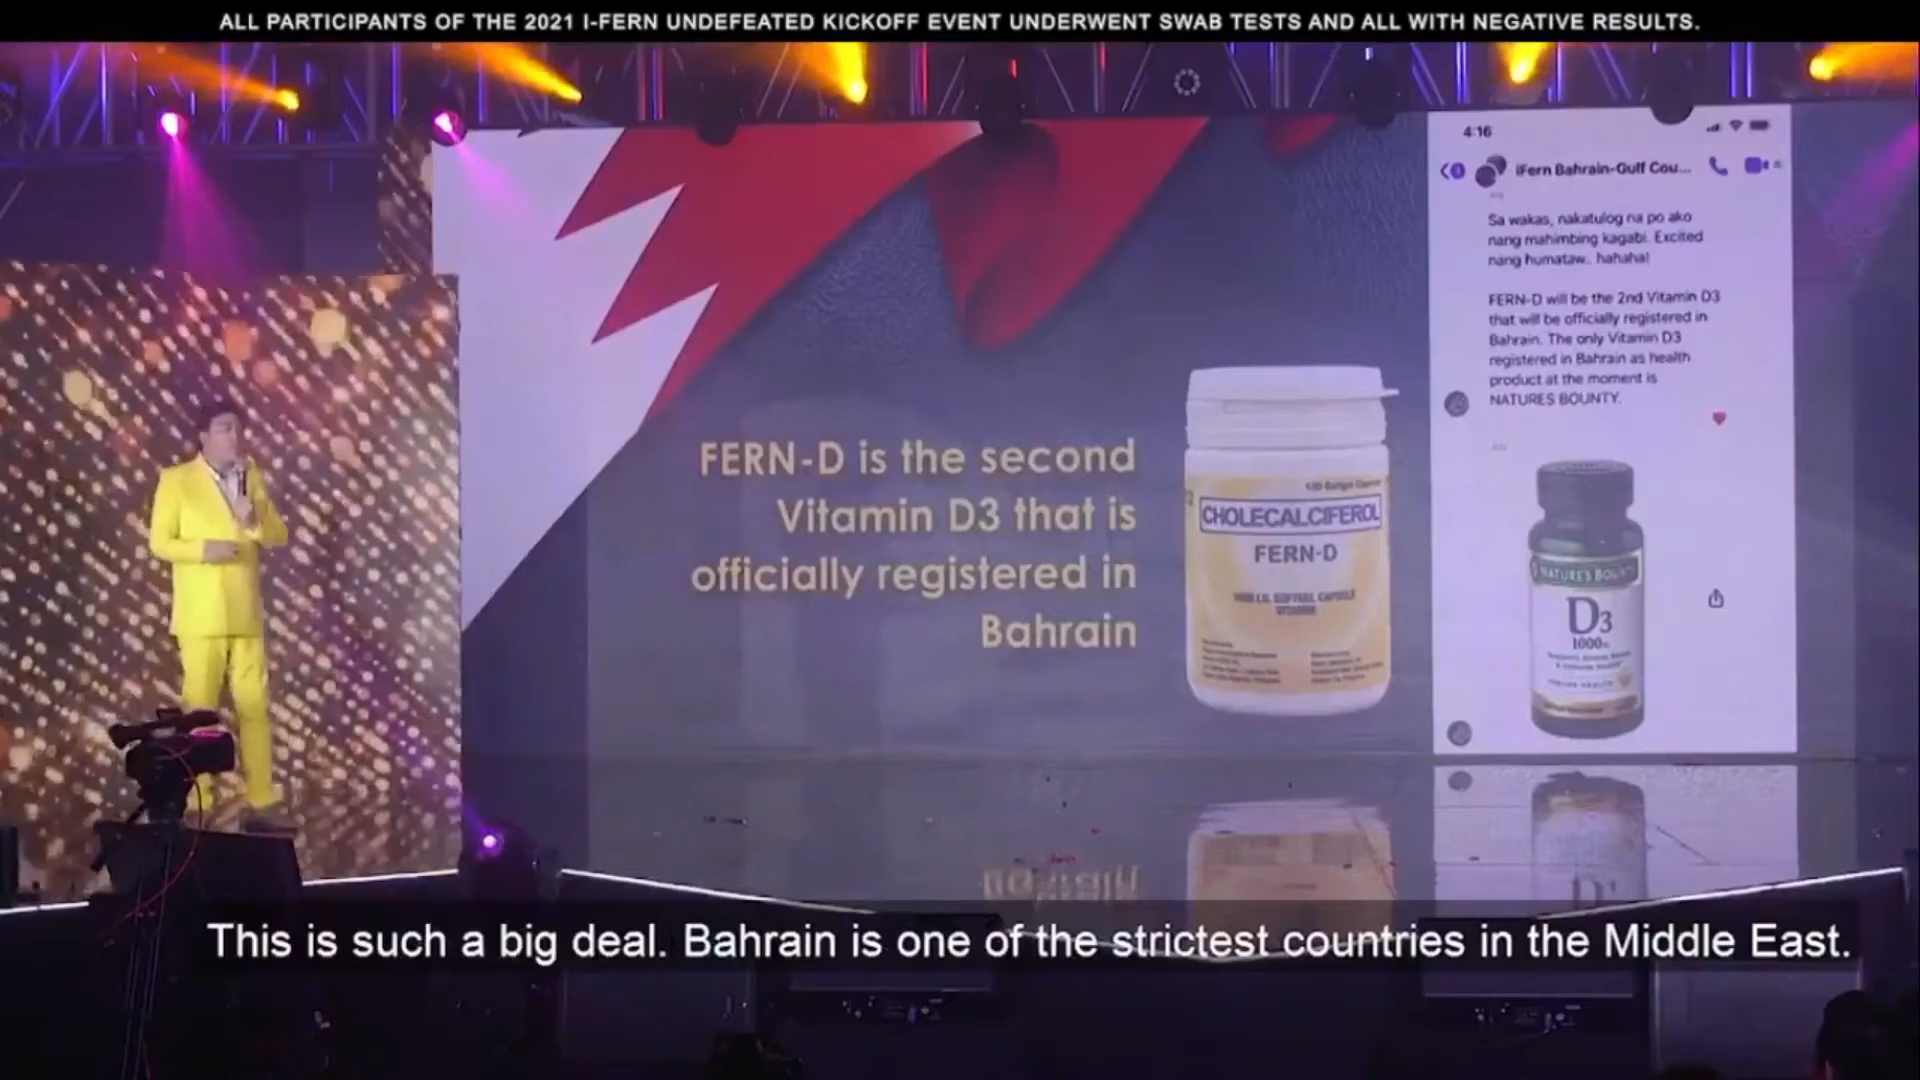 ALL PARTICIPANTS OF THE 2021 I-FERN UNDEFEATED KICKOFF EVENT UNDERWENT SWAB TESTS AND ALL WITH NEGATIVE RESULTS.
FERN-D is the second
Vitamin D3 that is
officially registered in
Bahrain
CHOLECALCIFEROL
FERN-D
SOFTGEL CAPSULE
VITAMIN
4:16
iFern Bahrain-Gulf Cou...
Sa wakas, nakatulog na po ako
nang mahimbing kagabi. Excited
nang humataw.. hahaha!
FERN-D will be the 2nd Vitamin D3
that will be officially registered in
Bahrain. The only Vitamin D3
registered in Bahrain as health
product at the moment is
NATURES BOUNTY.
NATURE'S BOUNTY
D3
1000
This is such a big deal. Bahrain is one of the strictest countries in the Middle East.